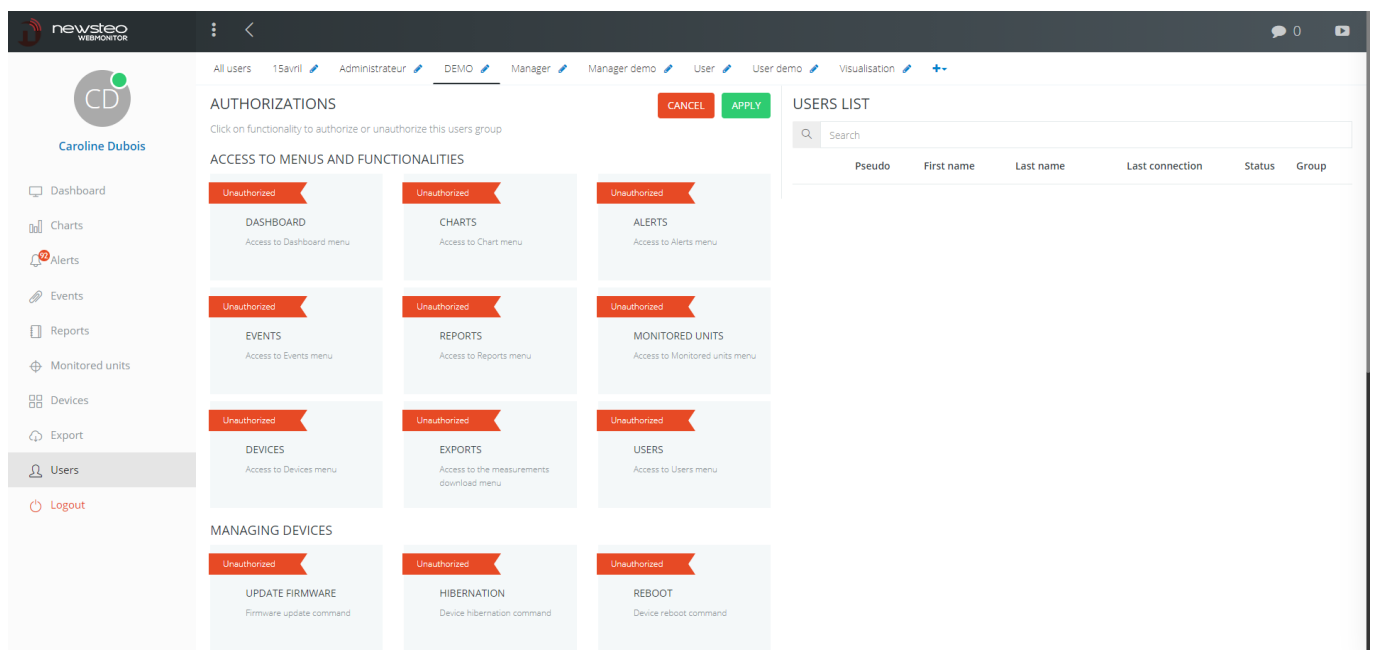 newsteo
WEBMONITOR
0
CD
Caroline Dubois
Dashboard
Charts
92
Alerts
Events
Reports
Monitored units
Devices
Export
Users
Logout
All users 15avril Administrateur DEMO Manager Manager demo User User demo Visualisation
AUTHORIZATIONS
CANCEL APPLY
Click on functionality to authorize or unauthorize this users group
ACCESS TO MENUS AND FUNCTIONALITIES
Unauthorized
DASHBOARD
Access to Dashboard menu
Unauthorized
CHARTS
Access to Chart menu
Unauthorized
ALERTS
Access to Alerts menu
Unauthorized
EVENTS
Access to Events menu
Unauthorized
REPORTS
Access to Reports menu
Unauthorized
MONITORED UNITS
Access to Monitored units menu
Unauthorized
DEVICES
Access to Devices menu
Unauthorized
EXPORTS
Access to the measurements
download menu
Unauthorized
USERS
Access to Users menu
MANAGING DEVICES
Unauthorized
UPDATE FIRMWARE
Firmware update command
Unauthorized
HIBERNATION
Device hibernation command
Unauthorized
REBOOT
Device reboot command
USERS LIST
Search
Pseudo First name Last name Last connection Status Group